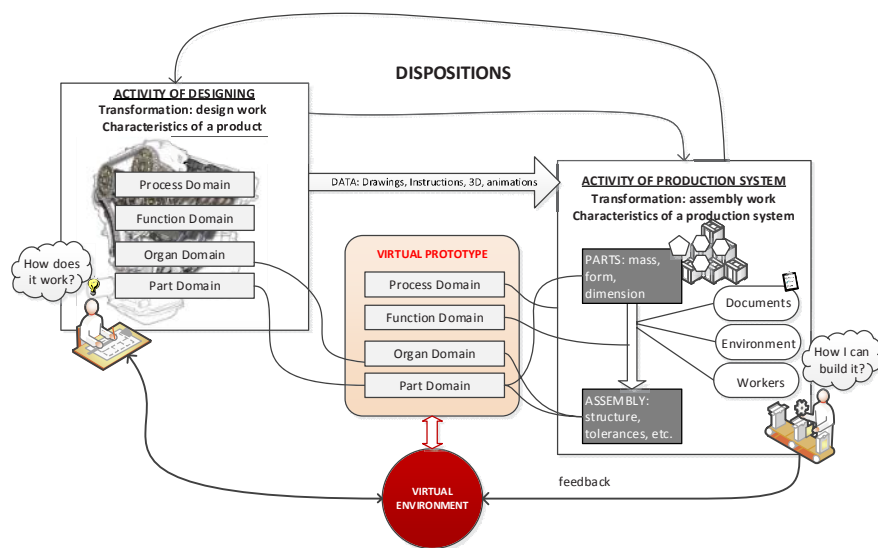 DISPOSITIONS
ACTIVITY OF DESIGNING
Transformation: design work
Characteristics of a product
Process Domain
Function Domain
Organ Domain
Part Domain
How does
it work?
DATA: Drawings, Instructions, 3D, animations
ACTIVITY OF PRODUCTION SYSTEM
Transformation: assembly work
Characteristics of a production system
VIRTUAL PROTOTYPE
Process Domain
Function Domain
Organ Domain
Part Domain
PARTS: mass,
form,
dimension
Documents
Environment
Workers
How I can
build it?
ASSEMBLY:
structure,
tolerances, etc.
feedback
VIRTUAL
ENVIRONMENT